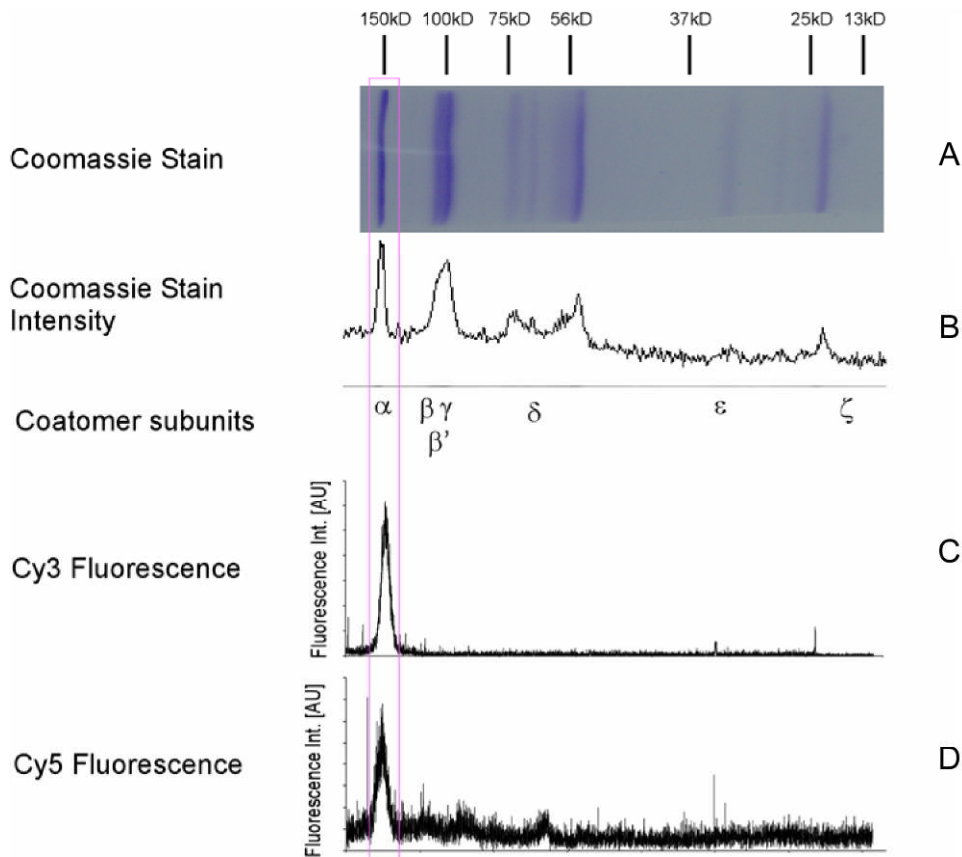 150kD 100kD 75kD 56kD 37kD 25kD 13kD
Coomassie Stain
A
Coomassie Stain
Intensity
B
Coatomer subunits
α β γ δ ε ζ
β’
Fluorescence Int. [AU]
Cy3 Fluorescence
C
Fluorescence Int. [AU]
Cy5 Fluorescence
D